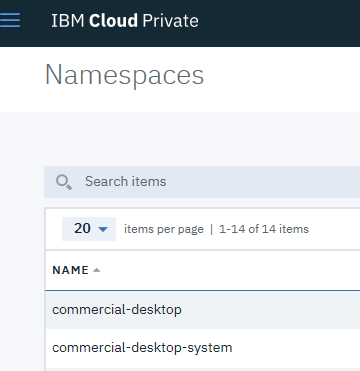 IBM Cloud Private
Namespaces
Search items
20 items per page | 1-14 of 14 items
NAME
commercial-desktop
commercial-desktop-system